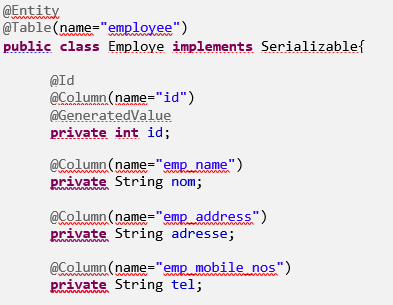 @Entity
@Table(name="employee")
public class Employe implements Serializable{
@Id
@Column(name="id")
@GeneratedValue
private int id;
@Column(name="emp_name")
private String nom;
@Column(name="emp_address")
private String adresse;
@Column(name="emp_mobile_nos")
private String tel;